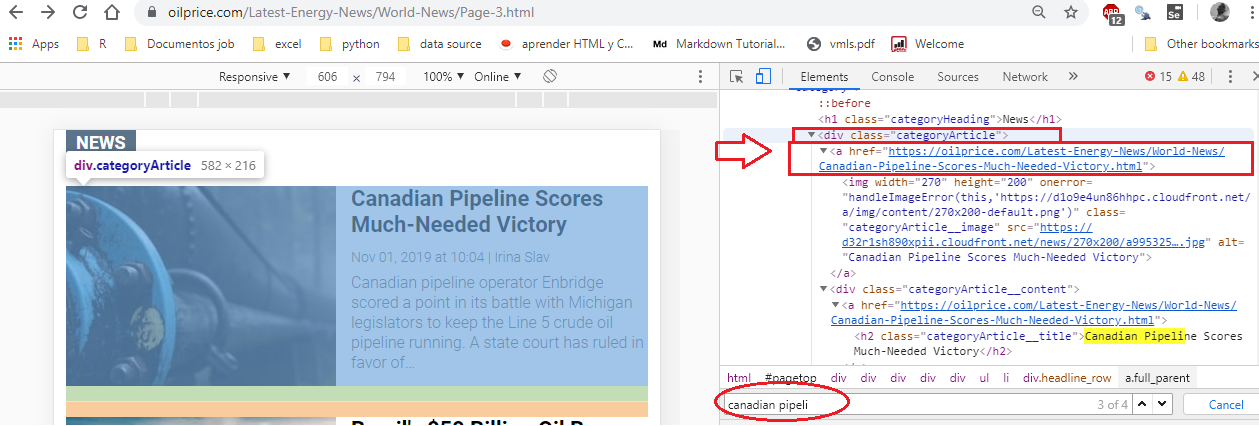 oilprice.com/Latest-Energy-News/World-News/Page-3.html
ABP 12 Se
Apps R Documentos job excel python data source aprender HTML y C... Md Markdown Tutorial... vmls.pdf Welcome Other bookmarks
Responsive ▼ 606 × 794 100% ▼ Online ▼
Elements Console Sources Network » 15 48
::before
<h1 class="categoryHeading">News</h1>
▼<div class="categoryArticle">
▼<a href="https://oilprice.com/Latest-Energy-News/World-News/
Canadian-Pipeline-Scores-Much-Needed-Victory.html">
<img width="270" height="200" onerror=
"handleImageError(this,'https://d1o9e4un86hhpc.cloudfront.net/
a/img/content/270x200-default.png')" class=
"categoryArticle__image" src="https://
d32r1sh890xpii.cloudfront.net/news/270x200/a995325….jpg" alt=
"Canadian Pipeline Scores Much-Needed Victory">
</a>
▼<div class="categoryArticle__content">
▼<a href="https://oilprice.com/Latest-Energy-News/World-News/
Canadian-Pipeline-Scores-Much-Needed-Victory.html">
<h2 class="categoryArticle__title">Canadian Pipeline Scores
Much-Needed Victory</h2>
html #pagetop div div div div div ul li div.headline_row a.full_parent
canadian pipeli 3 of 4 Cancel
NEWS
div.categoryArticle 582 × 216
Canadian Pipeline Scores
Much-Needed Victory
Nov 01, 2019 at 10:04 | Irina Slav
Canadian pipeline operator Enbridge
scored a point in its battle with Michigan
legislators to keep the Line 5 crude oil
pipeline running. A state court has ruled in
favor of…